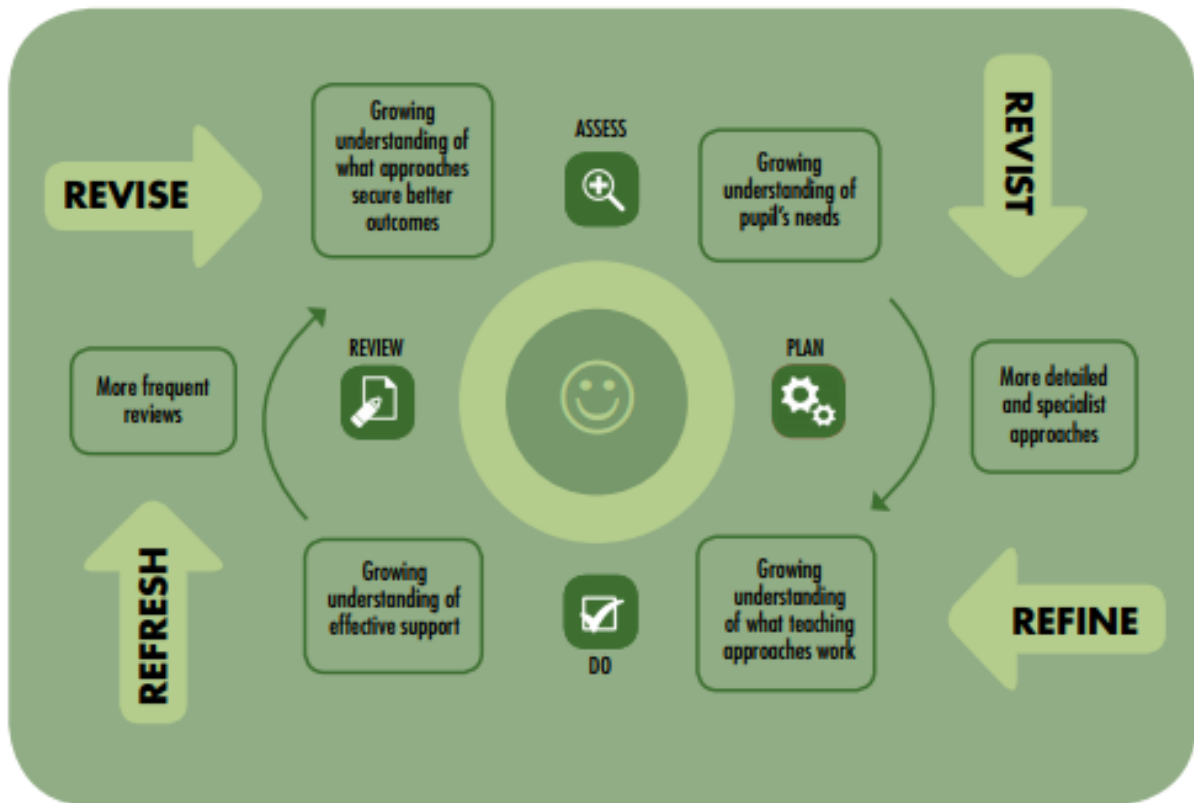 REVISE
Growing
understanding of
what approaches
secure better
outcomes
ASSESS
Growing
understanding of
pupil's needs
REVIST
More frequent
reviews
REVIEW
PLAN
More detailed
and specialist
approaches
REFRESH
Growing
understanding of
effective support
DO
Growing
understanding
of what teaching
approaches work
REFINE